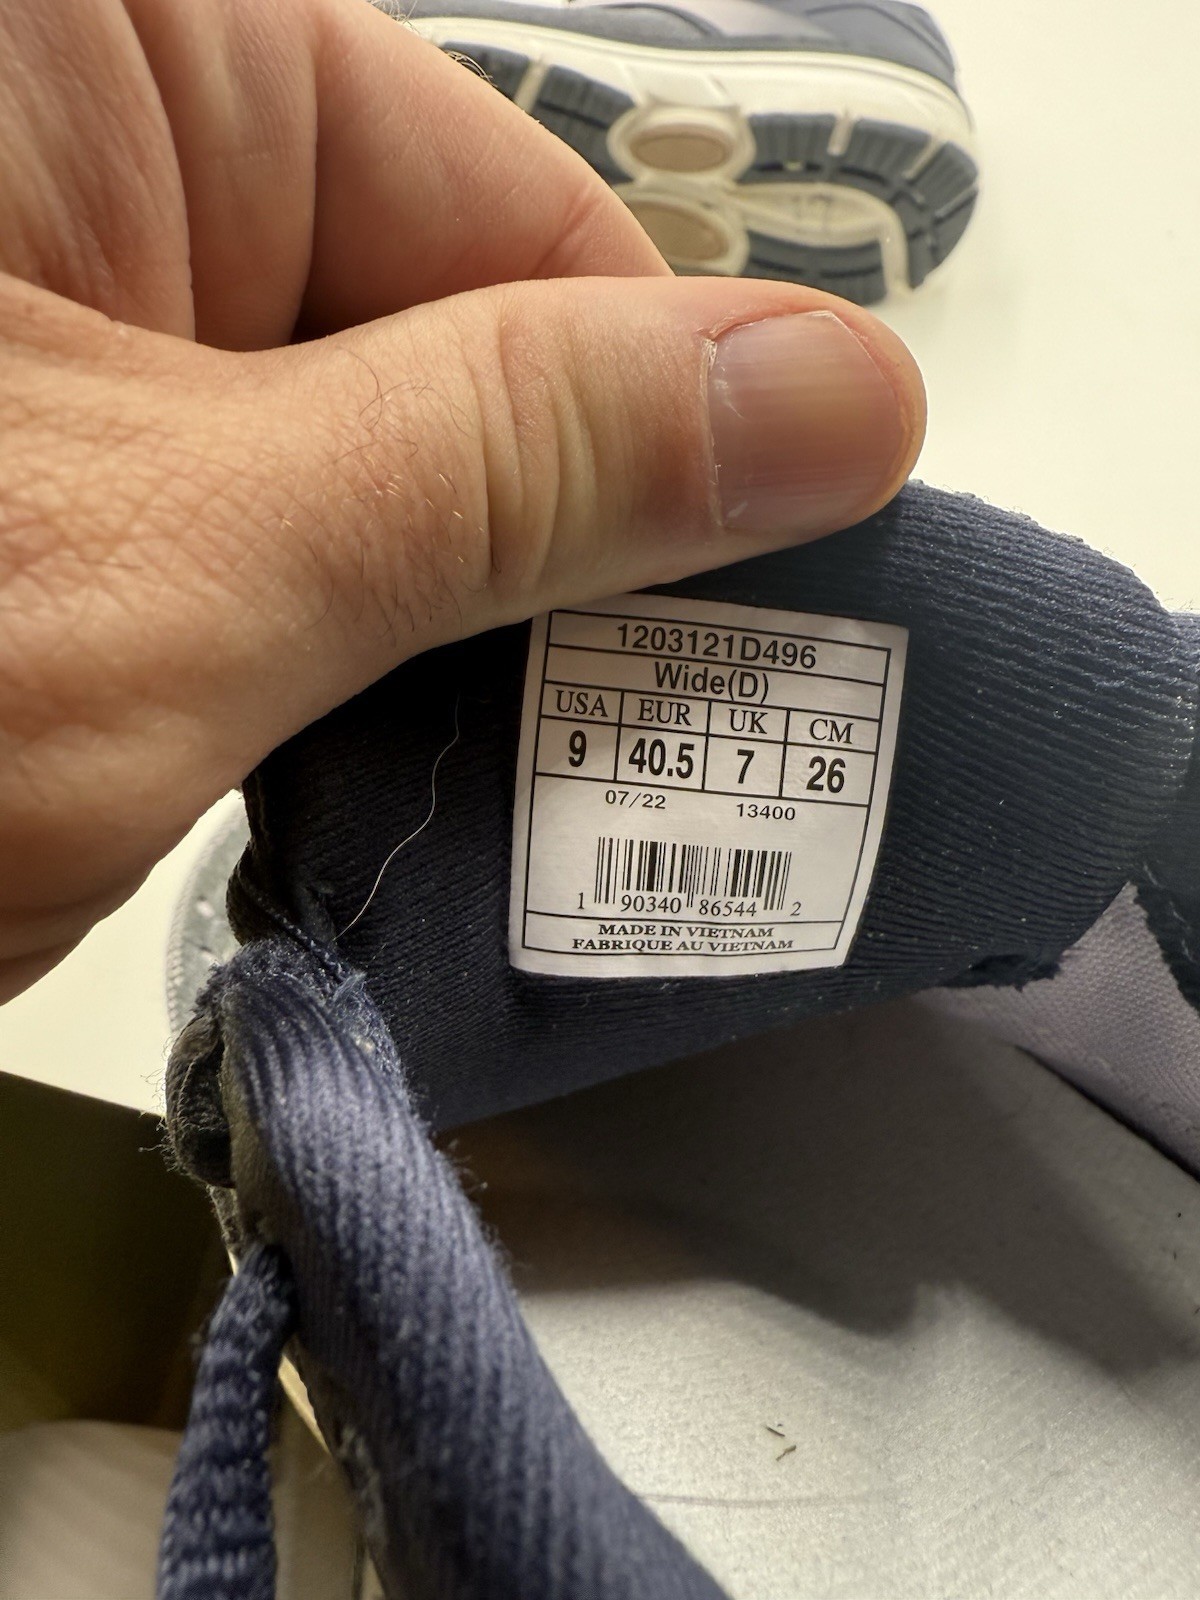 1203121D496
Wide(D)
USA EUR UK CM
9 40.5 7 26
07/22 13400
1 90340 86544 2
MADE IN VIETNAM
FABRIQUE AU VIETNAM